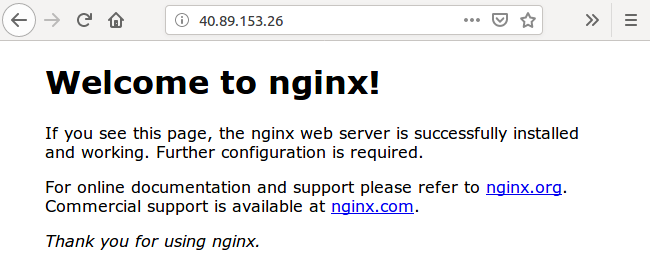 40.89.153.26
Welcome to nginx!
If you see this page, the nginx web server is successfully installed
and working. Further configuration is required.
For online documentation and support please refer to nginx.org.
Commercial support is available at nginx.com.
Thank you for using nginx.